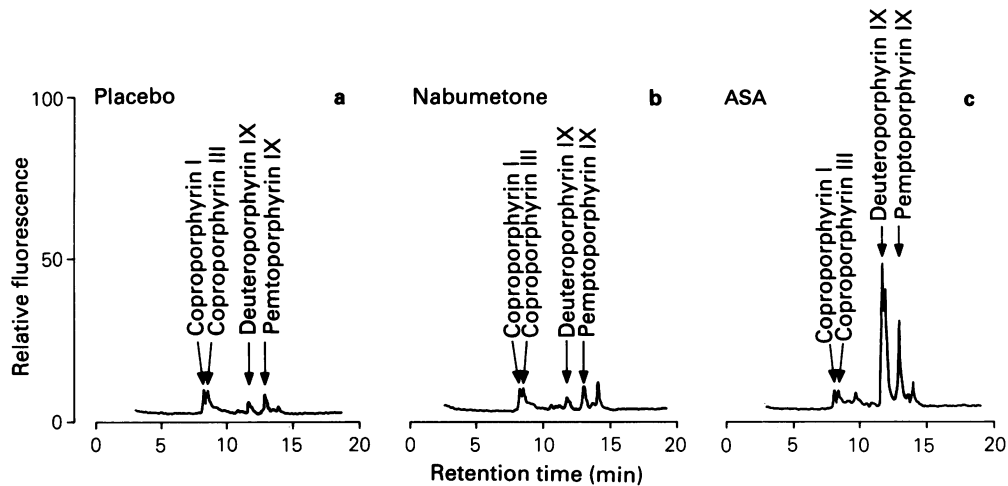 Relative fluorescence
100
50
0
Placebo
a
Coproporphyrin I
Coproporphyrin III
Deuteroporphyrin IX
Pemtoporphyrin IX
0 5 10 15 20
Nabumetone
b
Coproporphyrin I
Coproporphyrin III
Deuteroporphyrin IX
Pemptoporphyrin IX
0 5 10 15 20
ASA
c
Coproporphyrin I
Coproporphyrin III
Deuteroporphyrin IX
Pemptoporphyrin IX
0 5 10 15 20
Retention time (min)